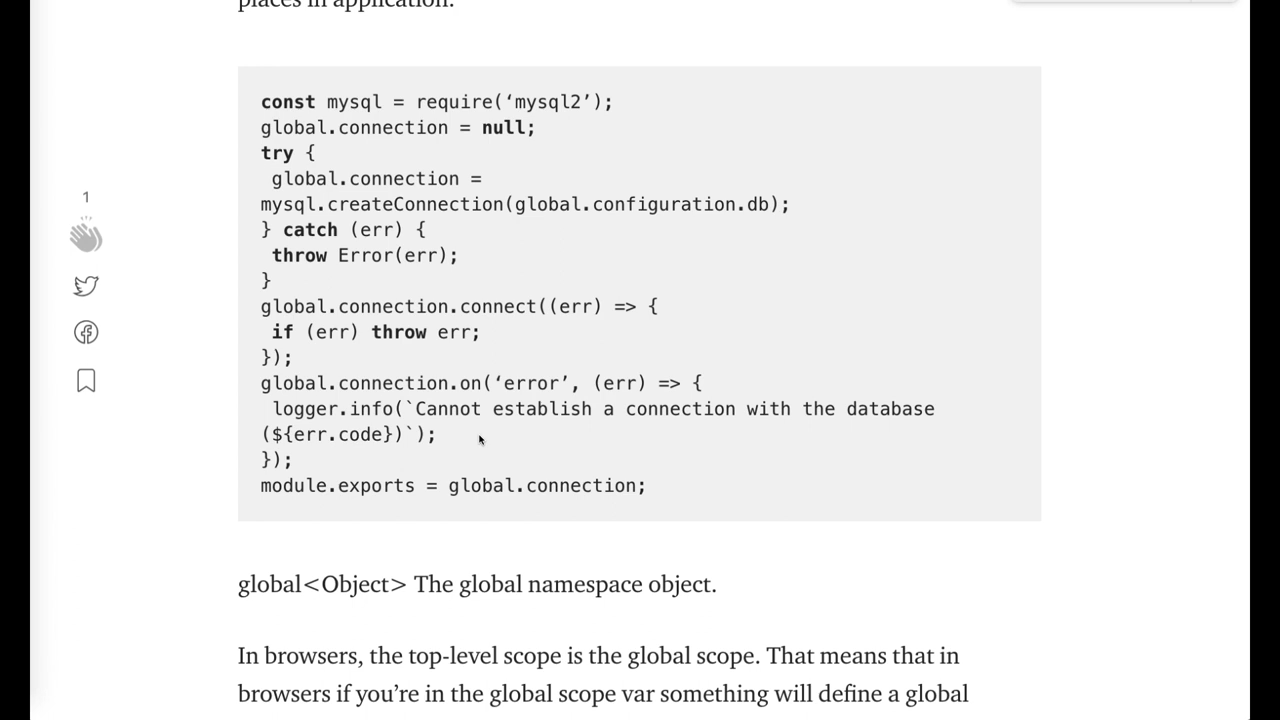 places in application.
const mysql = require(‘mysql2’);
global.connection = null;
try {
global.connection =
mysql.createConnection(global.configuration.db);
} catch (err) {
throw Error(err);
}
global.connection.connect((err) => {
if (err) throw err;
});
global.connection.on(‘error’, (err) => {
logger.info(`Cannot establish a connection with the database
(${err.code})`);
});
module.exports = global.connection;
1
global<Object> The global namespace object.
In browsers, the top-level scope is the global scope. That means that in
browsers if you’re in the global scope var something will define a global